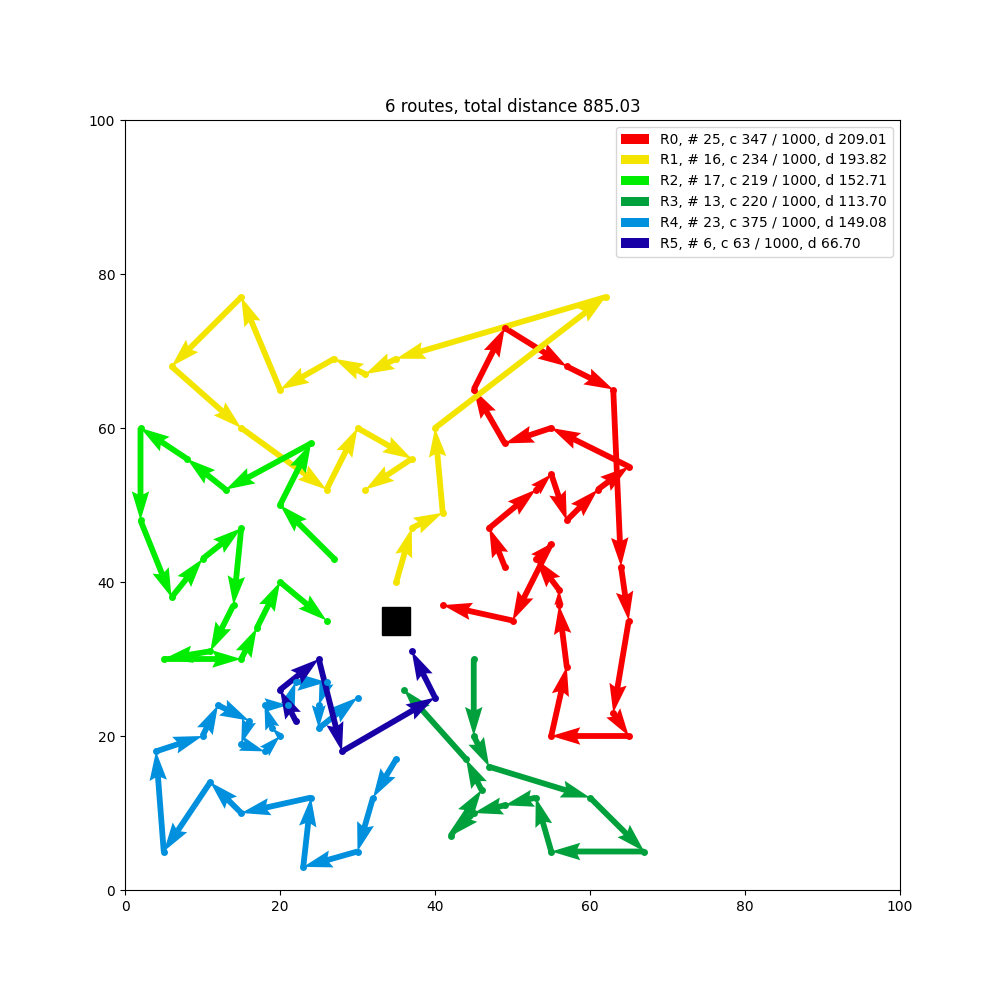 6 routes, total distance 885.03
R0, # 25, c 347 / 1000, d 209.01
R1, # 16, c 234 / 1000, d 193.82
R2, # 17, c 219 / 1000, d 152.71
R3, # 13, c 220 / 1000, d 113.70
R4, # 23, c 375 / 1000, d 149.08
R5, # 6, c 63 / 1000, d 66.70
100
80
60
40
20
0
0 20 40 60 80 100